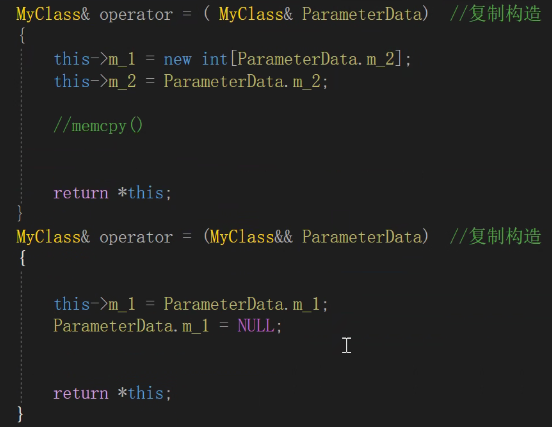 MyClass& operator = ( MyClass& ParameterData)  //复制构造
{
    this->m_1 = new int[ParameterData.m_2];
    this->m_2 = ParameterData.m_2;
    //memcpy()
    return *this;
}
MyClass& operator = (MyClass&& ParameterData)  //复制构造
{
    this->m_1 = ParameterData.m_1;
    ParameterData.m_1 = NULL;
    return *this;
}